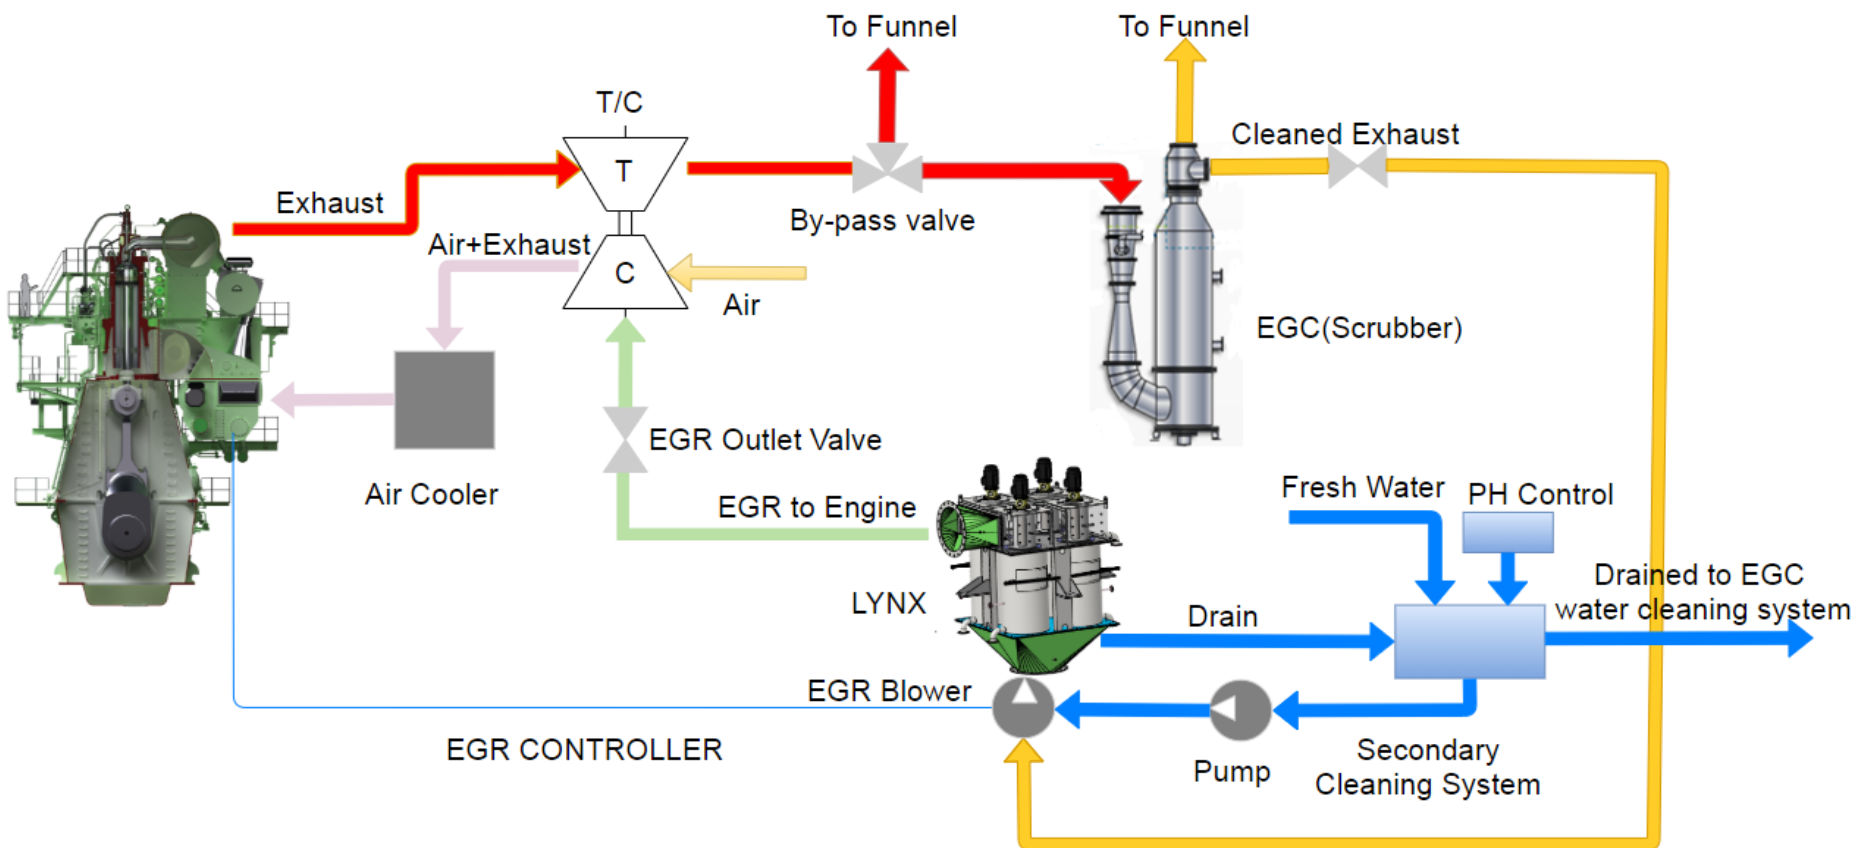 To Funnel
To Funnel
T/C
Cleaned Exhaust
T
Exhaust
By-pass valve
Air+Exhaust
C
Air
EGC(Scrubber)
EGR Outlet Valve
Air Cooler
EGR to Engine
Fresh Water
PH Control
LYNX
Drain
Drained to EGC
water cleaning system
EGR Blower
EGR CONTROLLER
Pump
Secondary
Cleaning System